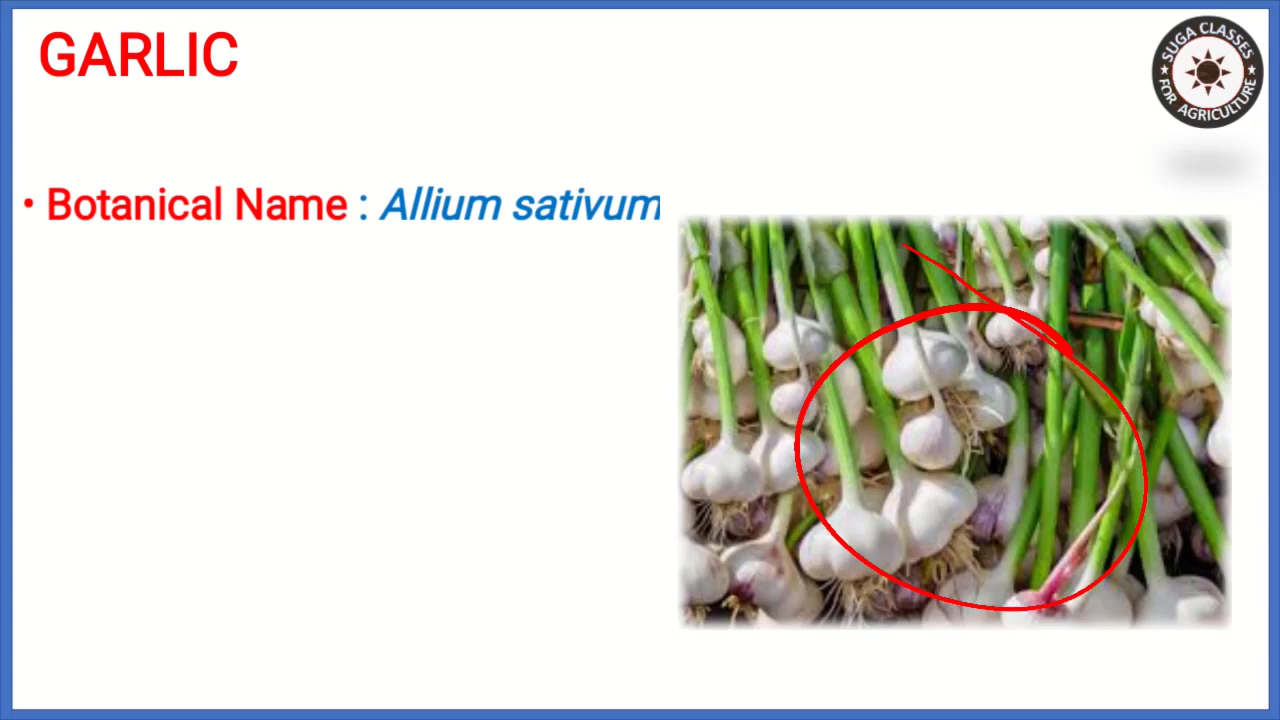 GARLIC
SUGA CLASSES
FOR AGRICULTURE
• Botanical Name : Allium sativum